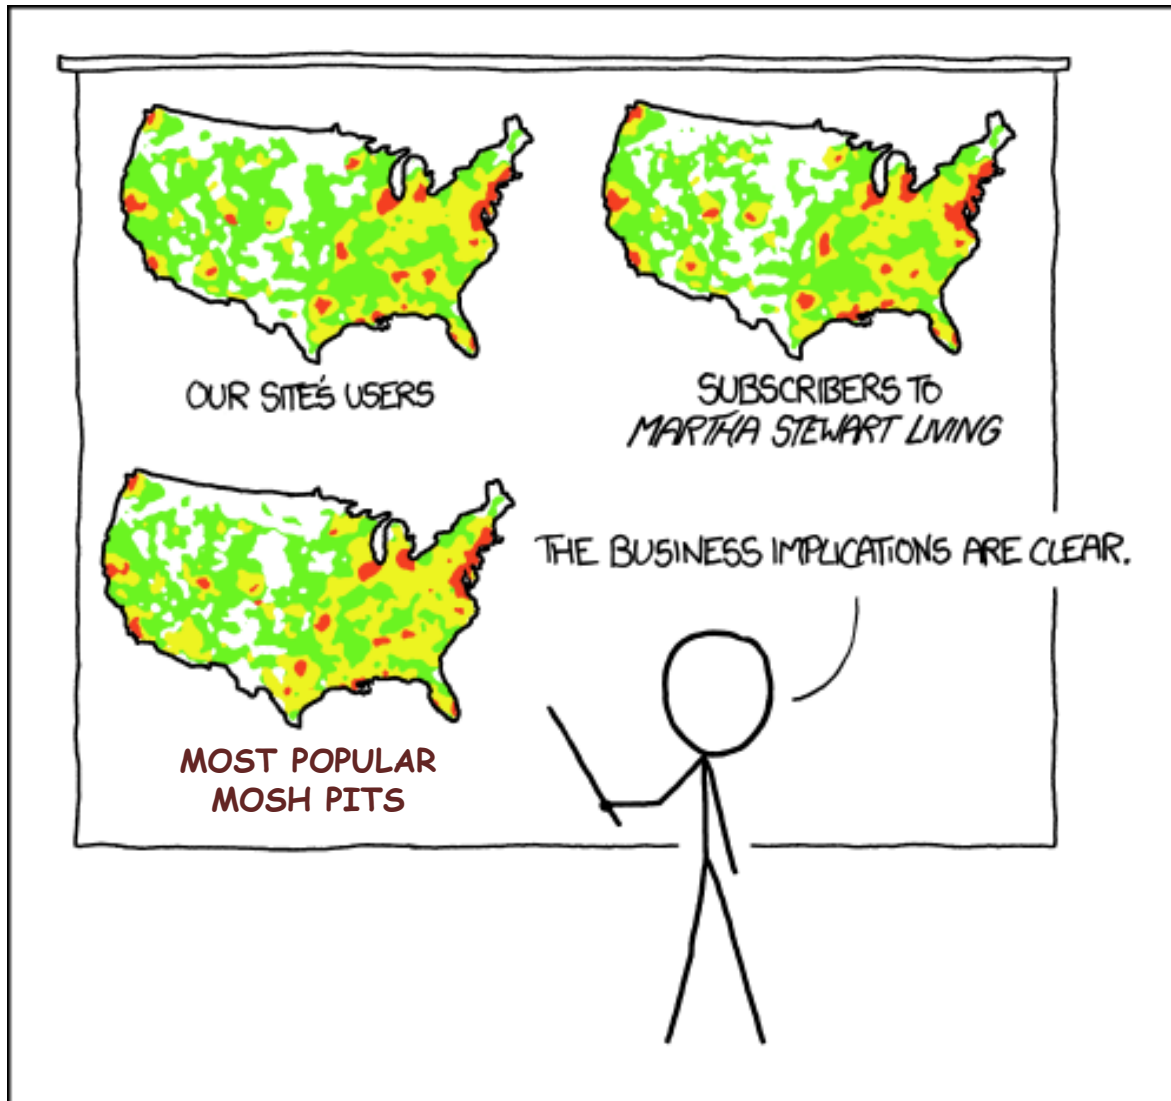 OUR SITE'S USERS
SUBSCRIBERS TO
MARTHA STEWART LIVING
THE BUSINESS IMPLICATIONS ARE CLEAR.
MOST POPULAR
MOSH PITS